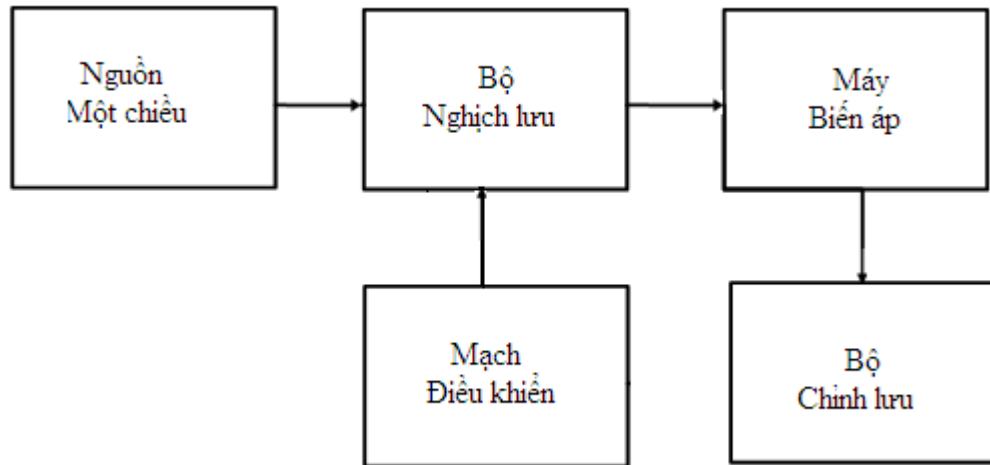 Nguồn
Một chiều
Bộ
Nghịch lưu
Máy
Biến áp
Mạch
Điều khiển
Bộ
Chỉnh lưu